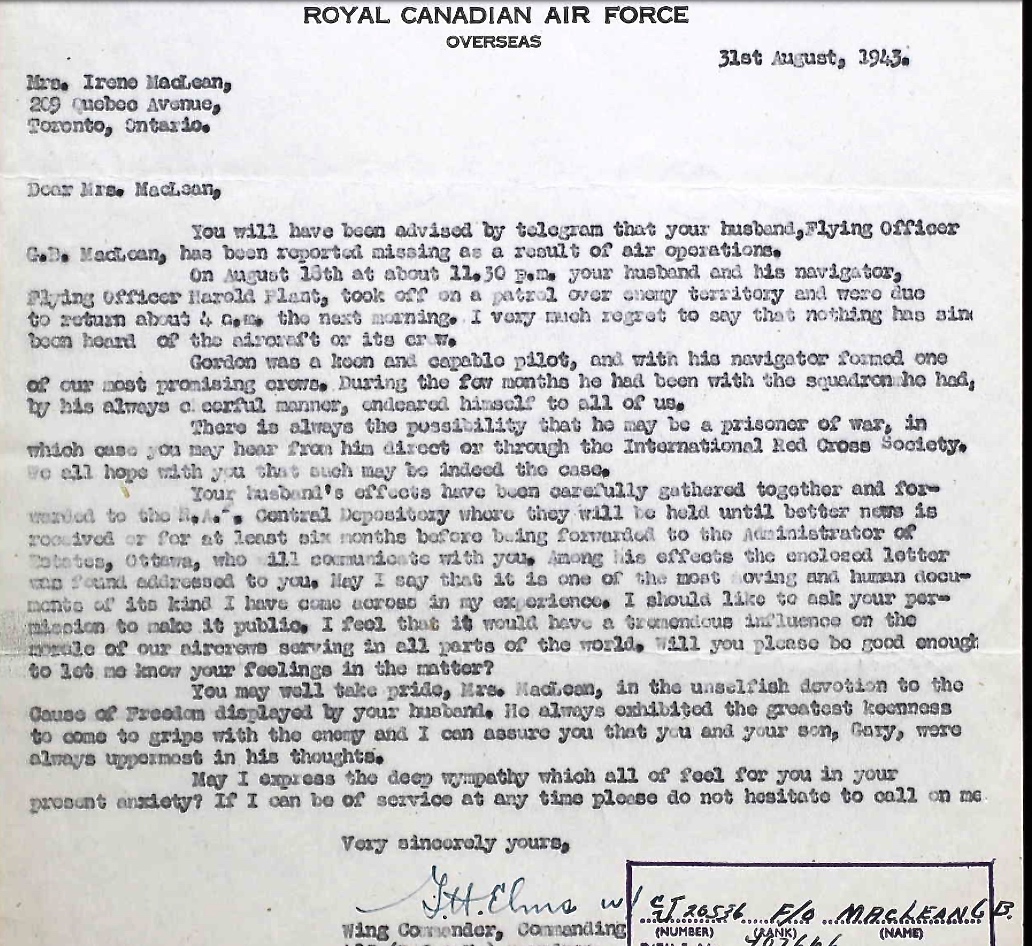 ROYAL CANADIAN AIR FORCE
OVERSEAS
31st August, 1943.
Mrs. Irene MacLean,
209 Quebec Avenue,
Toronto, Ontario.
Dear Mrs. MacLean,
You will have been advised by telegram that your husband,Flying Officer
G.B. MacLean, has been reported missing as a result of air operations.
On August at about 11.30 p.m. your husband and his navigator,
Flying Officer Harold Plant, took off on a patrol over enemy territory and were due
to return about 4 a.m. the next morning. I very much regret to say that nothing has sinc
been heard of the aircraft or its cr w.
Gordon was a keen and capable pilot, and with his navigator formed one
of our most promising crews. During the few months he had been with the squadron he had,
by his always c eerful manner, endeared himself to all of us.
There is always the possibility that he may be a prisoner of war, in
which case you may hear from him direct or through the International Red Cross Society.
We all hope with you that such may be indeed the case.
Your husband's effects have been carefully gathered together and for-
warded to the R.A.F. Central Depository where they will be held until better news is
received or for at least six months before being forwarded to the Administrator of
Estates, Ottawa, who will communicate with you. Among his effects the enclosed letter
was found addressed to you. May I say that it is one of the most moving and human docu-
ments of its kind I have come across in my experience. I should like to ask your per-
mission to make it public. I feel that it would have a tremendous influence on the
morale of our aircrews serving in all parts of the world. Will you please be good enough
to let me know your feelings in the matter?
You may well take pride, Mrs. MacLean, in the unselfish devotion to the
Cause of Freedom displayed by your husband. He always exhibited the greatest keenness
to come to grips with the enemy and I can assure you that you and your son, Gary, were
always uppermost in his thoughts.
May I express the deep wympathy which all of feel for you in your
present anxiety? If I can be of service at any time please do not hesitate to call on me
Very sincerely yours,
Wing Commander, Commanding
26536 F/O MACLEAN G B.
(NUMBER) (RANK) (NAME)